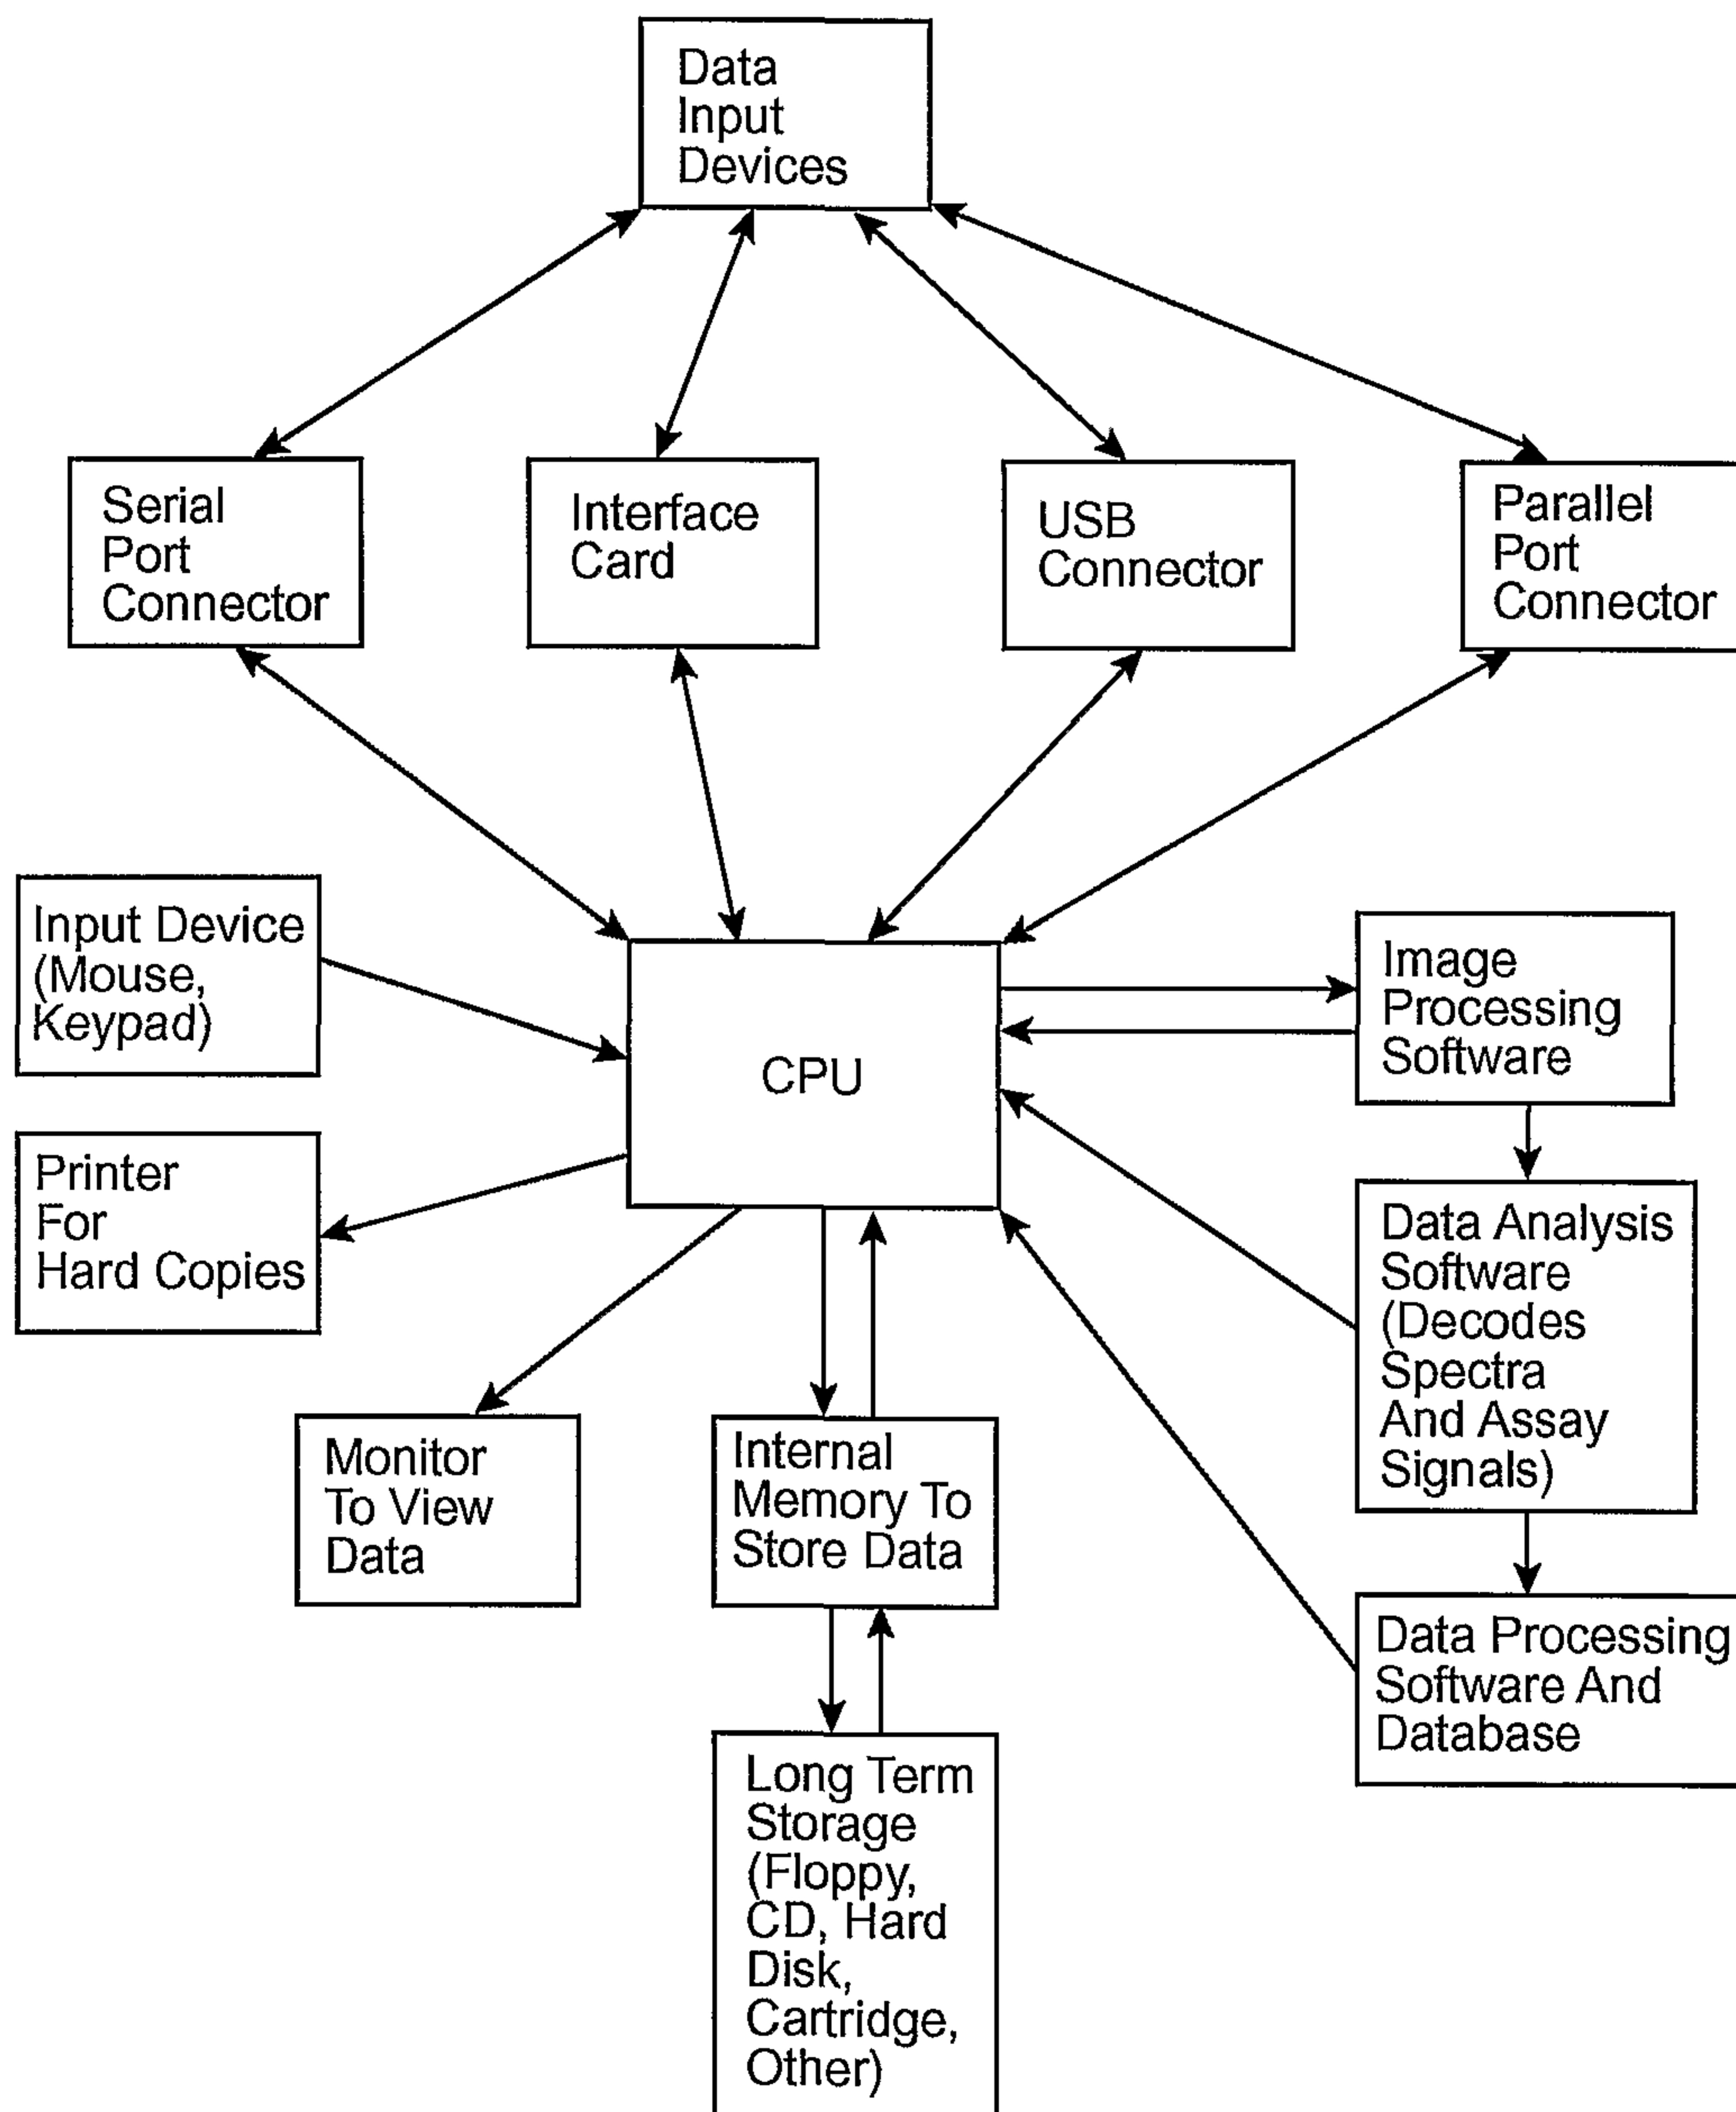 Data
Input
Devices
Serial
Port
Connector
Interface
Card
USB
Connector
Parallel
Port
Connector
Input Device
(Mouse,
Keypad)
CPU
Image
Processing
Software
Printer
For
Hard Copies
Data Analysis
Software
(Decodes
Spectra
And Assay
Signals)
Monitor
To View
Data
Internal
Memory To
Store Data
Data Processing
Software And
Database
Long Term
Storage
(Floppy,
CD, Hard
Disk,
Cartridge,
Other)